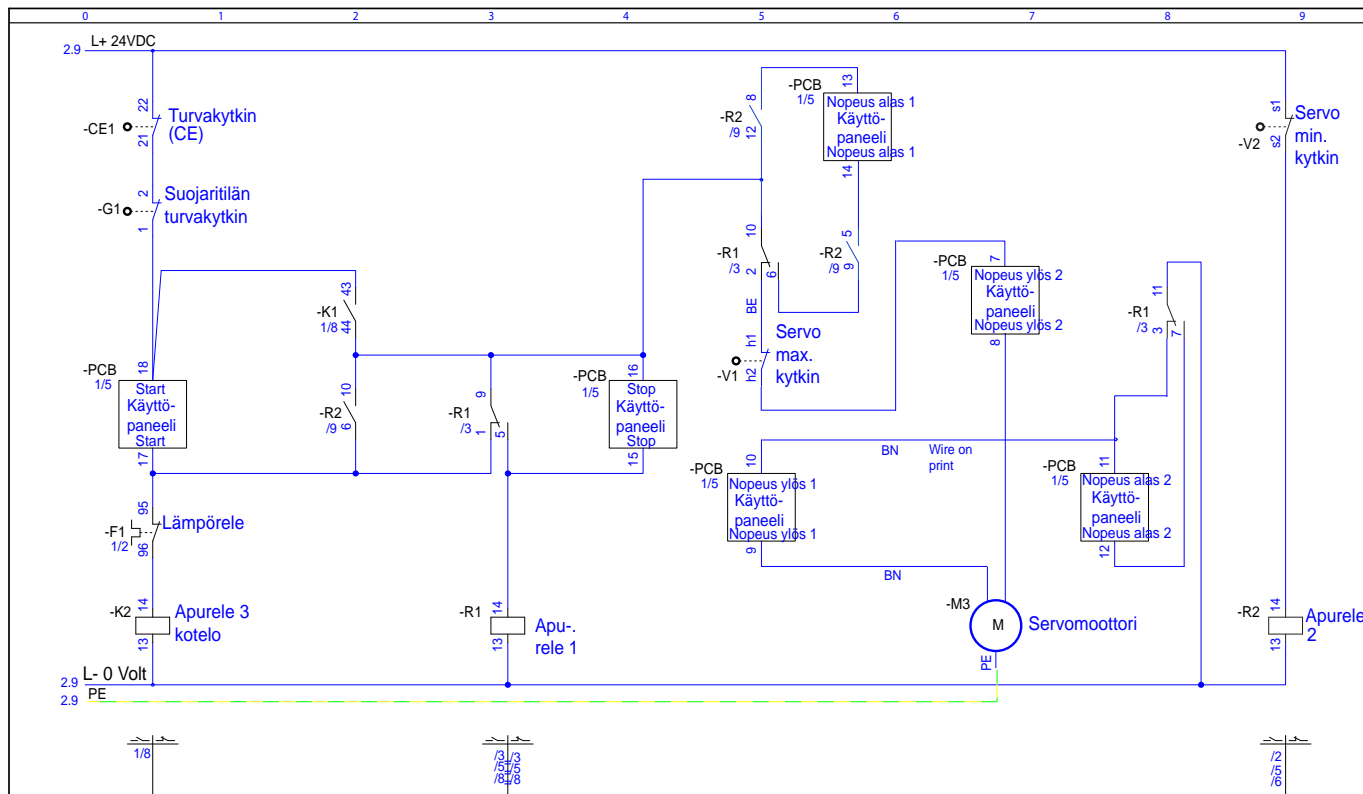 0 1 2 3 4 5 6 7 8 9
L+ 24VDC
2.9
22
-CE1
21
Turvakytkin
(CE)
2
-G1
1
Suojaritilän
turvakytkin
43
-K1
1/8
44
18
-PCB
1/5
Start
Käyttö-
paneeli
Start
17
10
-R2
/9
6
9
-R1
/3
1
5
16
-PCB
1/5
Stop
Käyttö-
paneeli
Stop
15
95
-F1
1/2
96
Lämpörele
14
-K2
13
Apurele 3
kotelo
14
-R1
13
Apu-.
rele 1
8
-R2
/9
12
13
-PCB
1/5
Nopeus alas 1
Käyttö-
paneeli
Nopeus alas 1
14
10
-R1
/3
2
6
5
-R2
/9
9
BE
h1
-V1
h2
Servo
max.
kytkin
7
-PCB
1/5
Nopeus ylös 2
Käyttö-
paneeli
Nopeus ylös 2
8
11
-R1
/3
3
7
BN
Wire on
print
10
-PCB
1/5
Nopeus ylös 1
Käyttö-
paneeli
Nopeus ylös 1
9
BN
11
-PCB
1/5
Nopeus alas 2
Käyttö-
paneeli
Nopeus alas 2
12
-M3
M
Servomoottori
PE
s1
-V2
s2
Servo
min.
kytkin
14
-R2
13
Apurele
2
L- 0 Volt
2.9
PE
2.9
1/8
/3 /3
/5 /5
/8 /8
/2
/5
/6